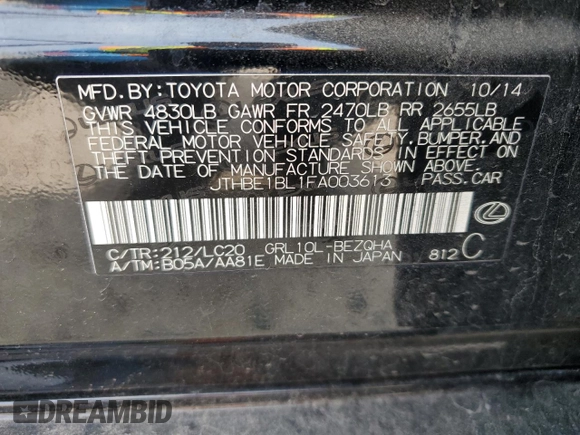 MFD. BY: TOYOTA MOTOR CORPORATION 10/14
GVWR 4830LB GAWR FR 2470LB RR 2655LB
THIS VEHICLE CONFORMS TO ALL APPLICABLE
FEDERAL MOTOR VEHICLE SAFETY, BUMPER, AND
THEFT PREVENTION STANDARDS IN EFFECT ON
THE DATE OF MANUFACTURE SHOWN ABOVE.
JTHBE1BL1FA003613 PASS. CAR
C/TR: 212/LC20 GRL10L-BEZQHA
A/TM: B05A/AA81E MADE IN JAPAN 812 C
DREAMBID